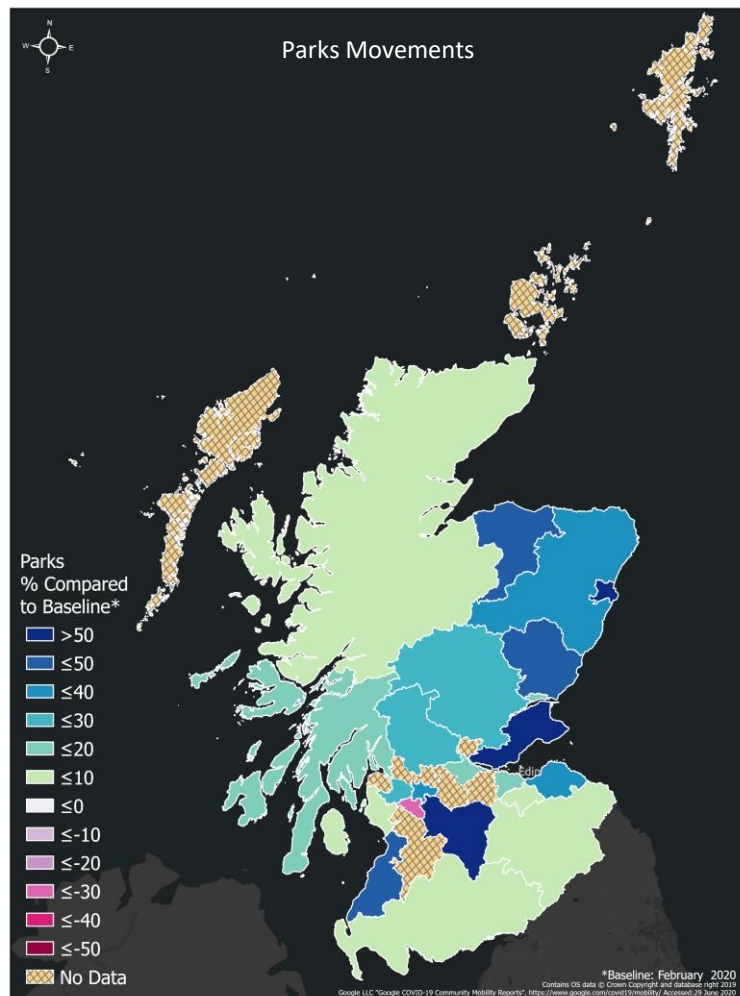 N
W E
S
Parks Movements
Parks
% Compared
to Baseline*
>50
≤50
≤40
≤30
≤20
≤10
≤0
≤-10
≤-20
≤-30
≤-40
≤-50
No Data
Edin
*Baseline: February 2020
Contains OS data © Crown Copyright and database right 2019
Google LLC "Google COVID-19 Community Mobility Reports". https://www.google.com/covid19/mobility/ Accessed 29 June 2020